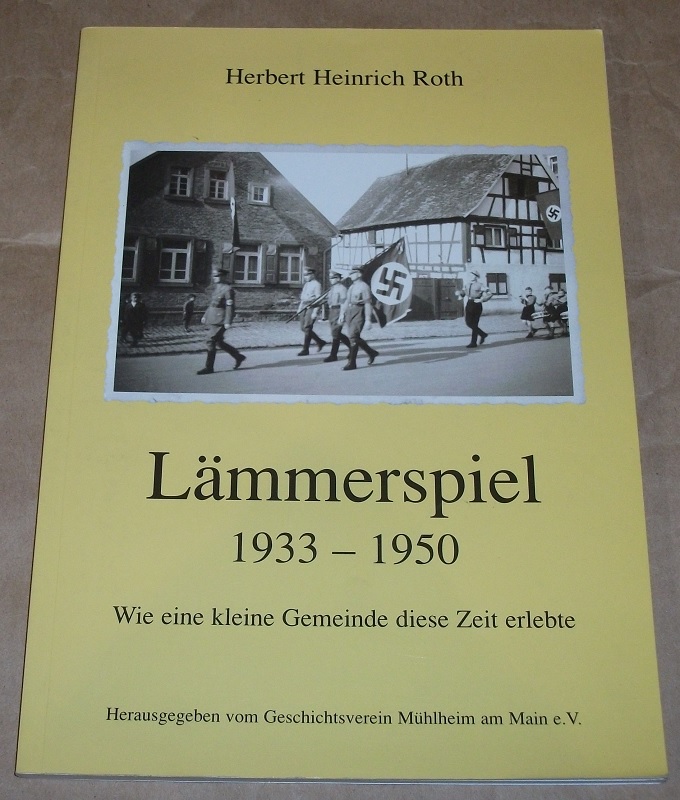 Herbert Heinrich Roth
Lämmerspiel
1933 – 1950
Wie eine kleine Gemeinde diese Zeit erlebte
Herausgegeben vom Geschichtsverein Mühlheim am Main e.V.